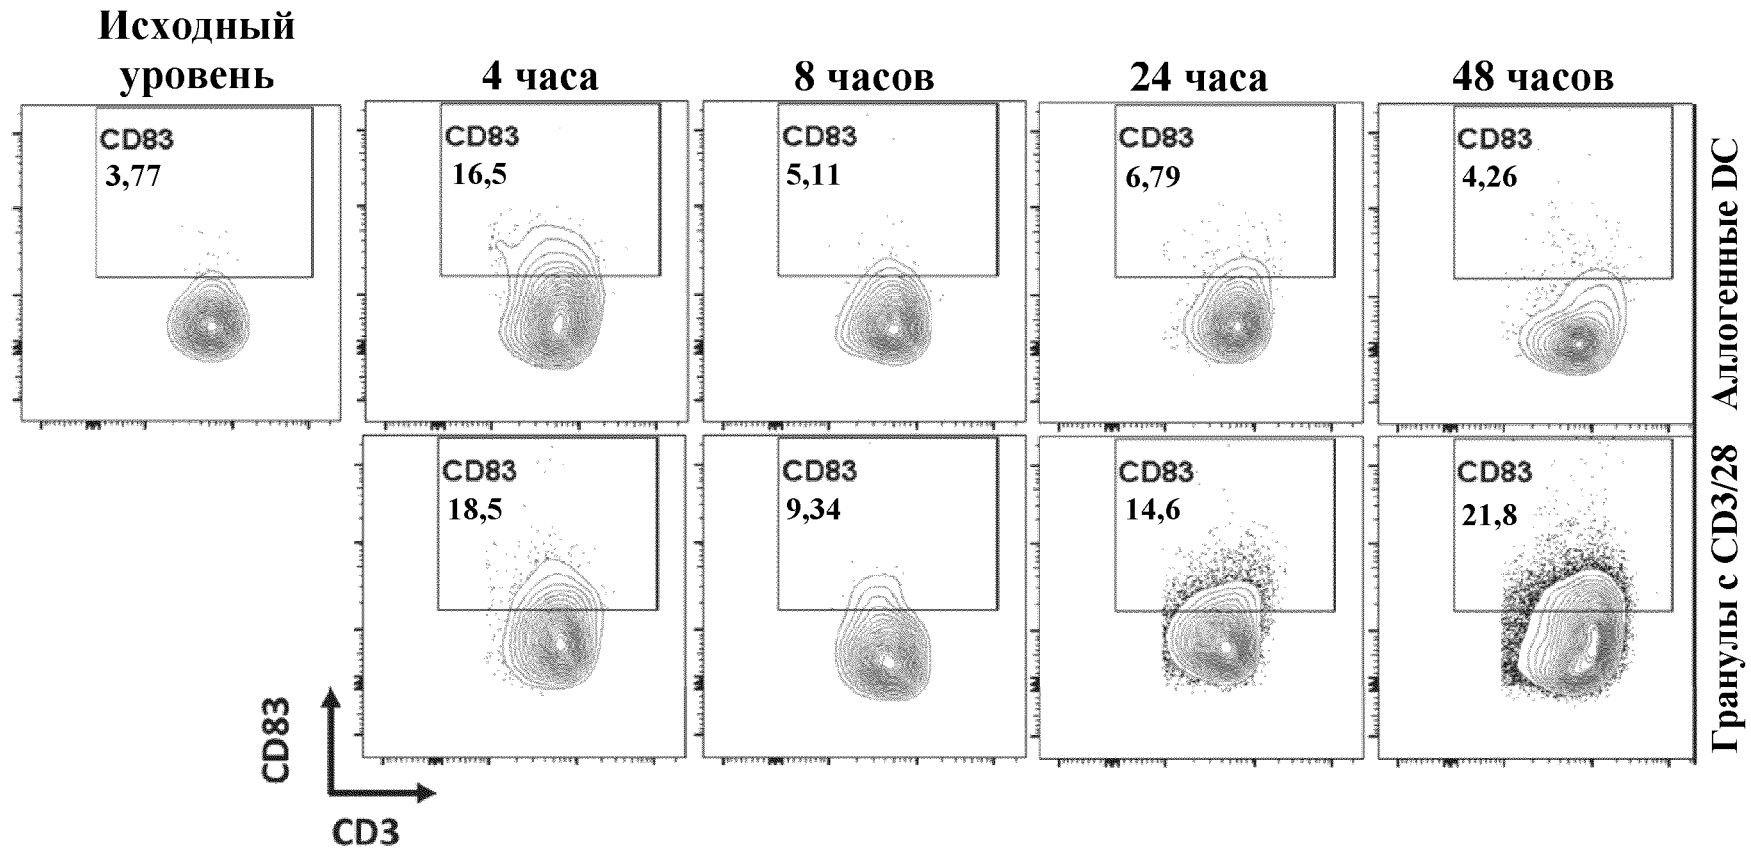 Исходный
уровень
4 часа
8 часов
24 часа
48 часов
CD83
3,77
CD83
16,5
CD83
5,11
CD83
6,79
CD83
4,26
Аллогенные DC
CD83
18,5
CD83
9,34
CD83
14,6
CD83
21,8
Гранулы с CD3/28
CD83
CD3